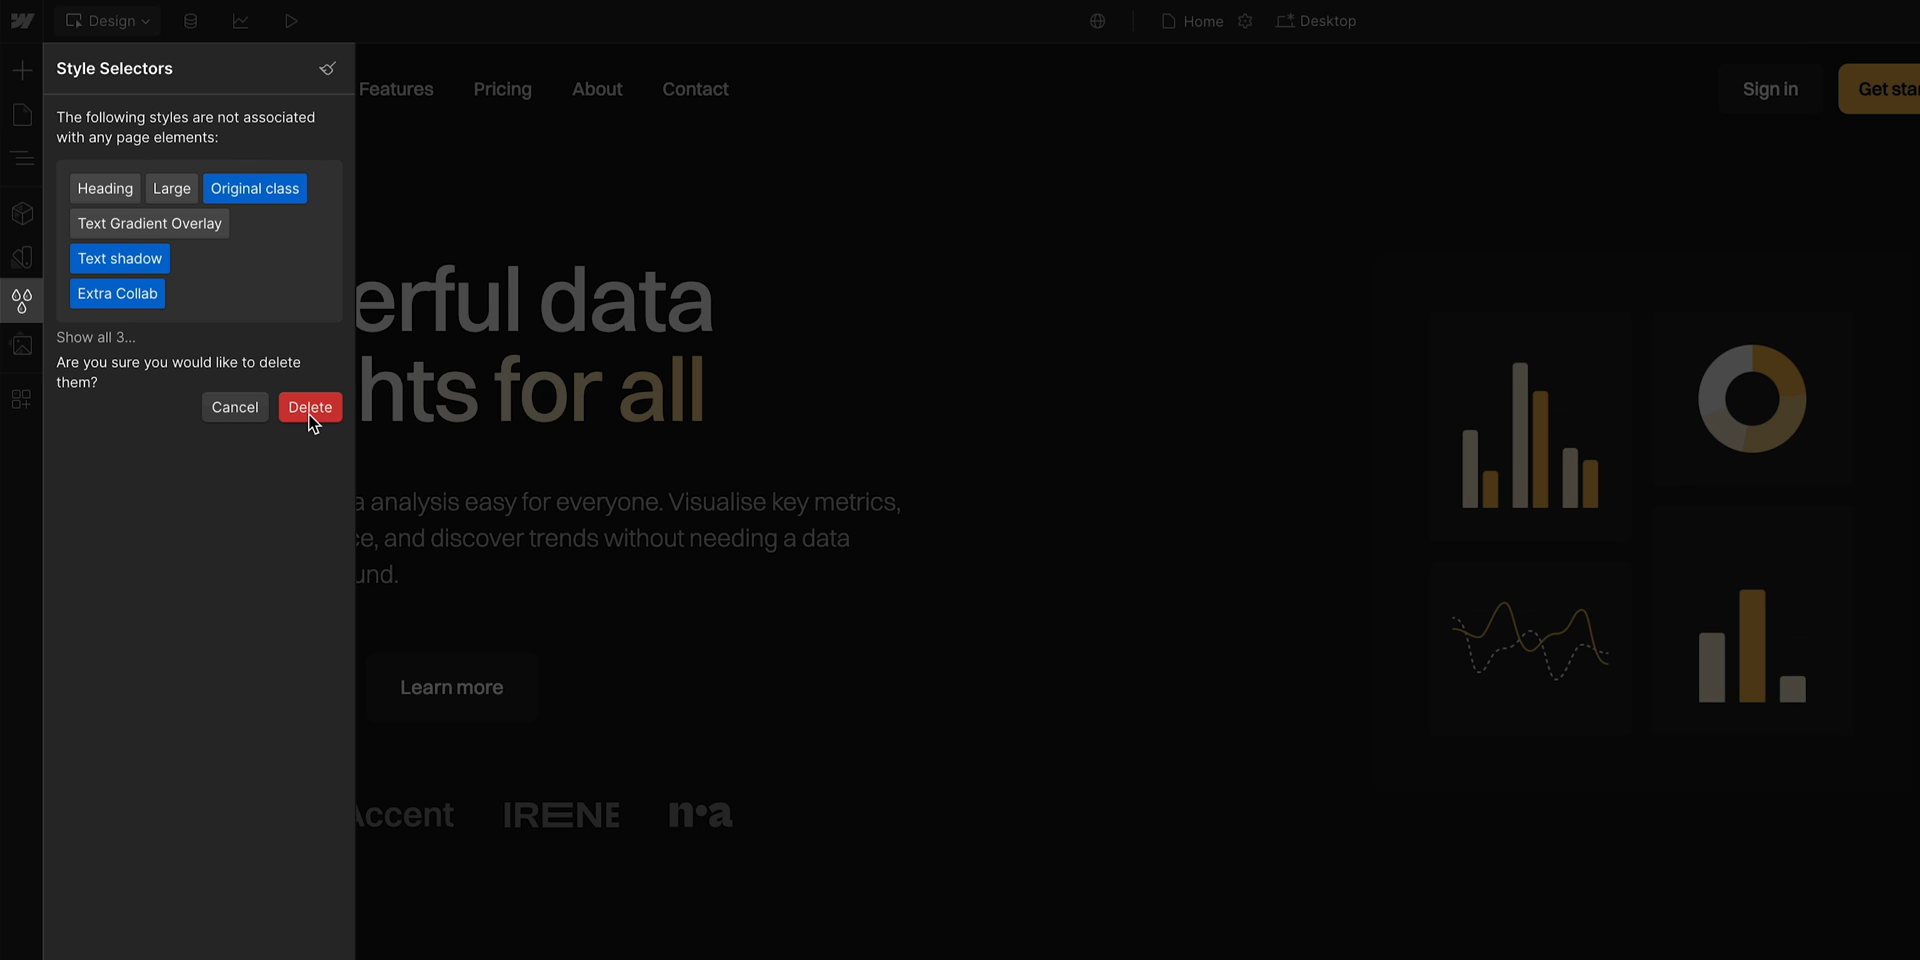 Design
Home
Desktop
Style Selectors
Features
Pricing
About
Contact
Sign in
Get star
The following styles are not associated
with any page elements:
Heading Large Original class
Text Gradient Overlay
Text shadow
Extra Collab
Show all 3...
Are you sure you would like to delete
them?
Cancel Delete
erful data
hts for all
a analysis easy for everyone. Visualise key metrics,
ce, and discover trends without needing a data
und.
Learn more
Accent
IRENE
n•a